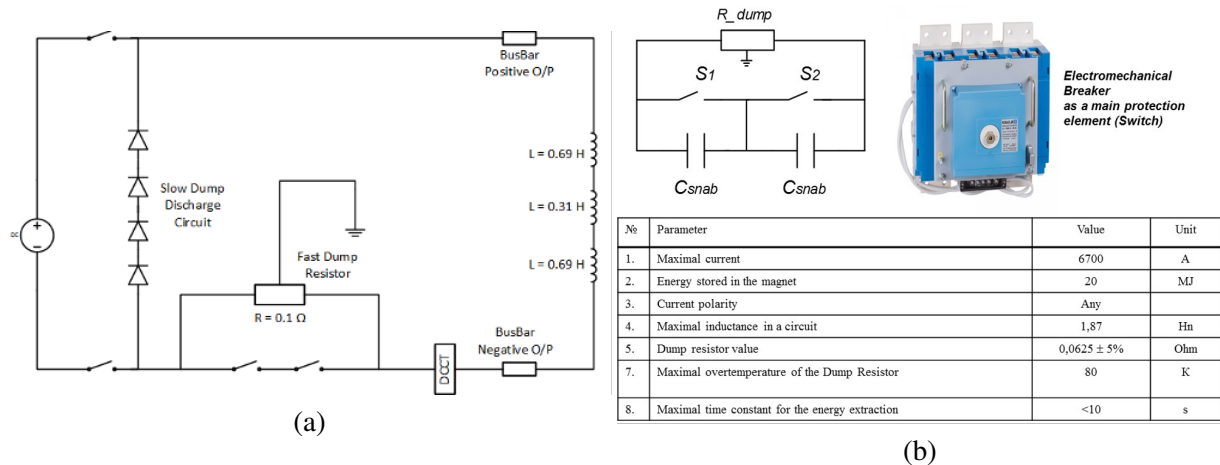 BusBar
Positive O/P
L = 0.69 H
L = 0.31 H
L = 0.69 H
Slow Dump
Discharge
Circuit
DC
Fast Dump
Resistor
R = 0.1 Ω
BusBar
Negative O/P
DCCT
(a)
R_dump
S1
S2
Csnab
Csnab
Electromechanical
Breaker
as a main protection
element (Switch)
№ Parameter Value Unit
1. Maximal current 6700 A
2. Energy stored in the magnet 20 MJ
3. Current polarity Any
4. Maximal inductance in a circuit 1,87 Hn
5. Dump resistor value 0,0625 ± 5% Ohm
7. Maximal overtemperature of the Dump Resistor 80 K
8. Maximal time constant for the energy extraction <10 s
(b)